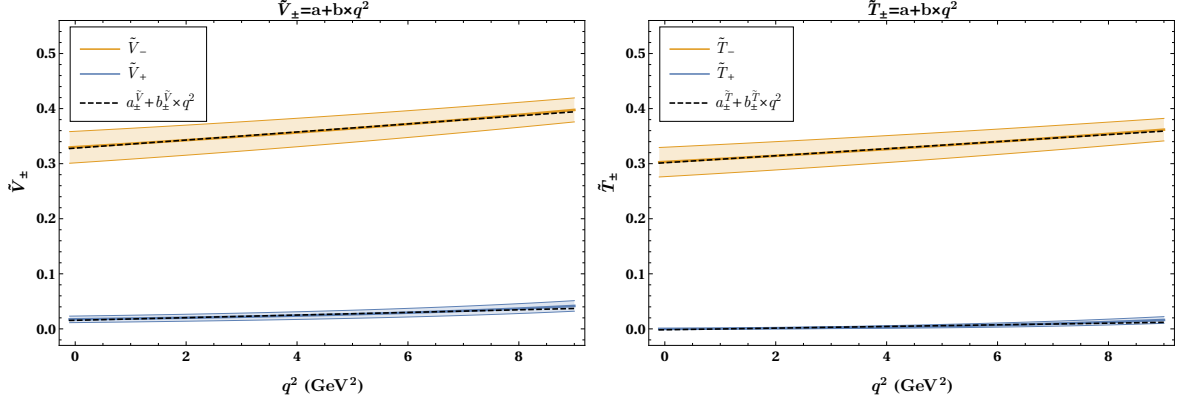 Ṽ±=a+b×q²
Ṽ₋
Ṽ₊
a±^Ṽ+b±^Ṽ×q²
0.5
0.4
0.3
0.2
0.1
0.0
Ṽ±
0 2 4 6 8
q² (GeV²)
T̃±=a+b×q²
T̃₋
T̃₊
a±^T̃+b±^T̃×q²
0.5
0.4
0.3
0.2
0.1
0.0
T̃±
0 2 4 6 8
q² (GeV²)